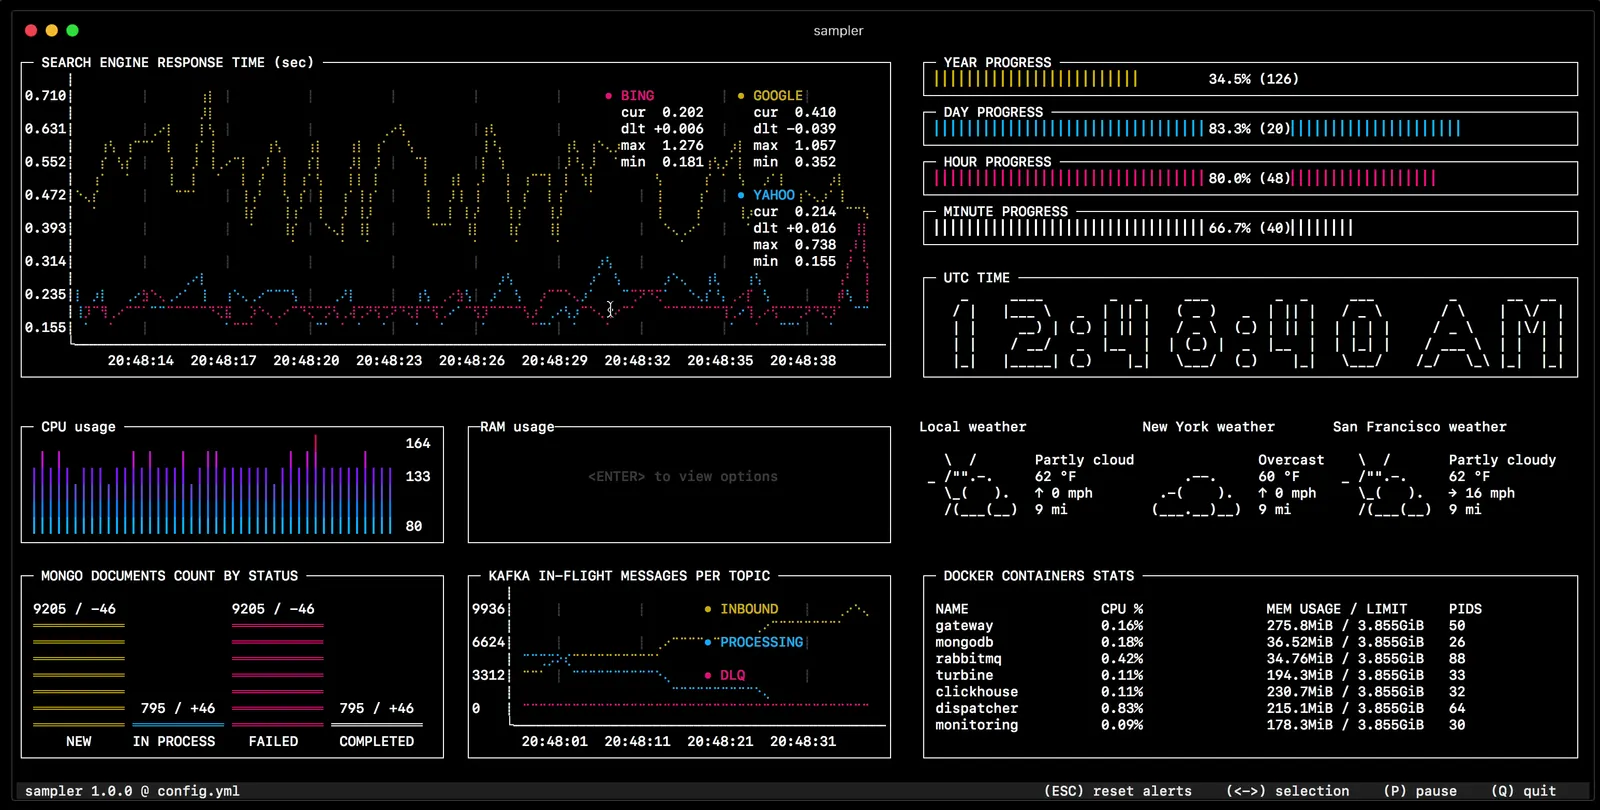 sampler
SEARCH ENGINE RESPONSE TIME (sec)
0.710
0.631
0.552
0.472
0.393
0.314
0.235
0.155
BING
cur 0.202
dlt +0.006
max 1.276
min 0.181
GOOGLE
cur 0.410
dlt -0.039
max 1.057
min 0.352
YAHOO
cur 0.214
dlt +0.016
max 0.738
min 0.155
20:48:14 20:48:17 20:48:20 20:48:23 20:48:26 20:48:29 20:48:32 20:48:35 20:48:38
YEAR PROGRESS
34.5% (126)
DAY PROGRESS
83.3% (20)
HOUR PROGRESS
80.0% (48)
MINUTE PROGRESS
66.7% (40)
UTC TIME
12:48:40 AM
CPU usage
164
133
80
RAM usage
<ENTER> to view options
Local weather
Partly cloud
62 °F
↑ 0 mph
9 mi
New York weather
Overcast
60 °F
↑ 0 mph
9 mi
San Francisco weather
Partly cloudy
62 °F
→ 16 mph
9 mi
MONGO DOCUMENTS COUNT BY STATUS
9205 / -46 9205 / -46
795 / +46 795 / +46
NEW IN PROCESS FAILED COMPLETED
KAFKA IN-FLIGHT MESSAGES PER TOPIC
9936
6624
3312
0
INBOUND
PROCESSING
DLQ
20:48:01 20:48:11 20:48:21 20:48:31
DOCKER CONTAINERS STATS
NAME CPU % MEM USAGE / LIMIT PIDS
gateway 0.16% 275.8MiB / 3.855GiB 50
mongodb 0.18% 36.52MiB / 3.855GiB 26
rabbitmq 0.42% 34.76MiB / 3.855GiB 88
turbine 0.11% 194.3MiB / 3.855GiB 33
clickhouse 0.11% 230.7MiB / 3.855GiB 32
dispatcher 0.83% 215.1MiB / 3.855GiB 64
monitoring 0.09% 178.3MiB / 3.855GiB 30
sampler 1.0.0 @ config.yml
(ESC) reset alerts (<->) selection (P) pause (Q) quit